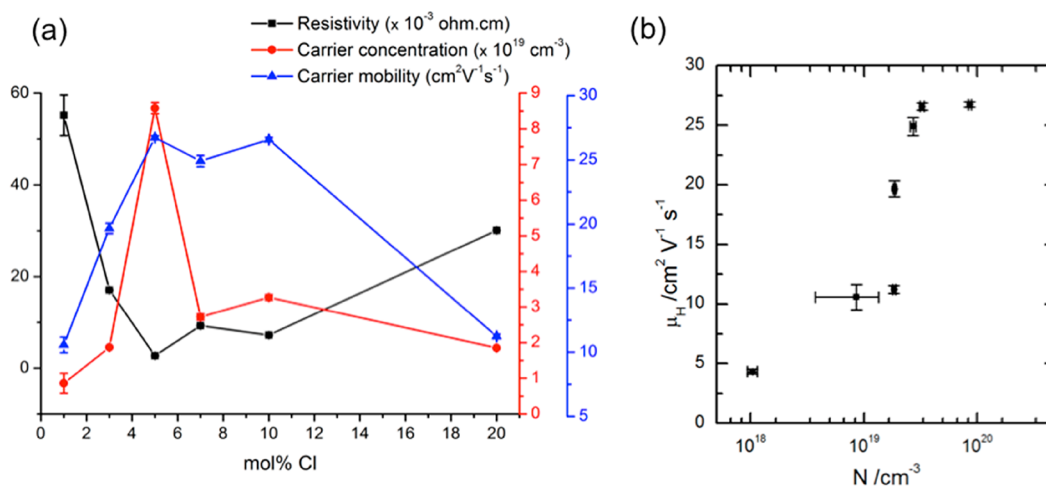 (a)
Resistivity (x 10⁻³ ohm.cm)
Carrier concentration (x 10¹⁹ cm⁻³)
Carrier mobility (cm²V⁻¹s⁻¹)
60
40
20
0
0 2 4 6 8 10 12 14 16 18 20
mol% Cl
9
8
7
6
5
4
3
2
1
0
30
25
20
15
10
5
(b)
μH /cm² V⁻¹ s⁻¹
30
25
20
15
10
5
0
10¹⁸ 10¹⁹ 10²⁰
N /cm⁻³